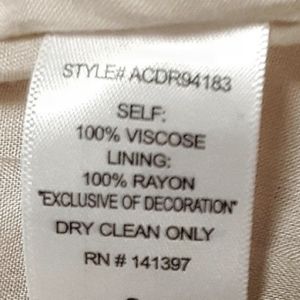 STYLE# ACDR94183
SELF:
100% VISCOSE
LINING:
100% RAYON
"EXCLUSIVE OF DECORATION"
DRY CLEAN ONLY
RN # 141397